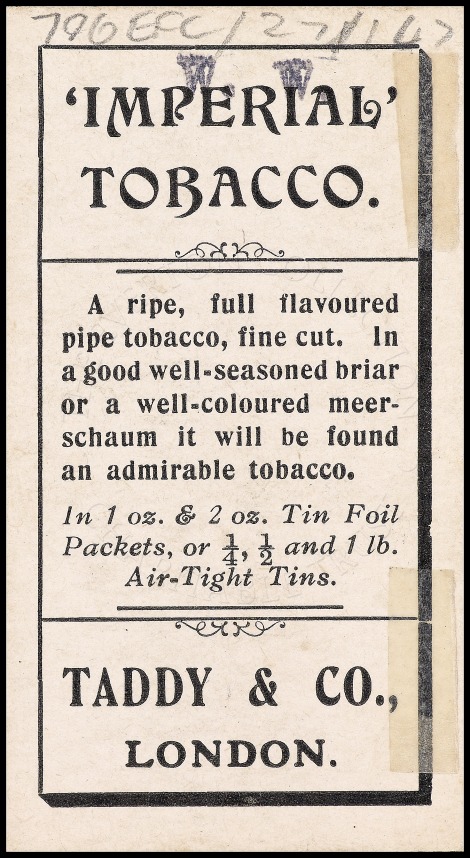 ‘IMPERIAL’
TOBACCO.
A ripe, full flavoured
pipe tobacco, fine cut. In
a good well-seasoned briar
or a well-coloured meer-
schaum it will be found
an admirable tobacco.
In 1 oz. & 2 oz. Tin Foil
Packets, or ¼, ½ and 1 lb.
Air-Tight Tins.
TADDY & CO.,
LONDON.